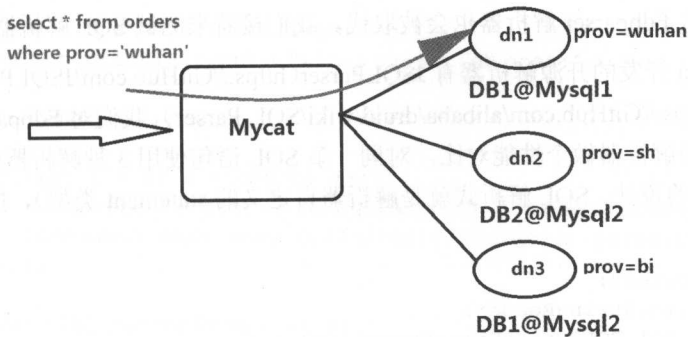 select * from orders
where prov='wuhan'
Mycat
dn1 prov=wuhan
DB1@Mysql1
dn2 prov=sh
DB2@Mysql2
dn3 prov=bi
DB1@Mysql2